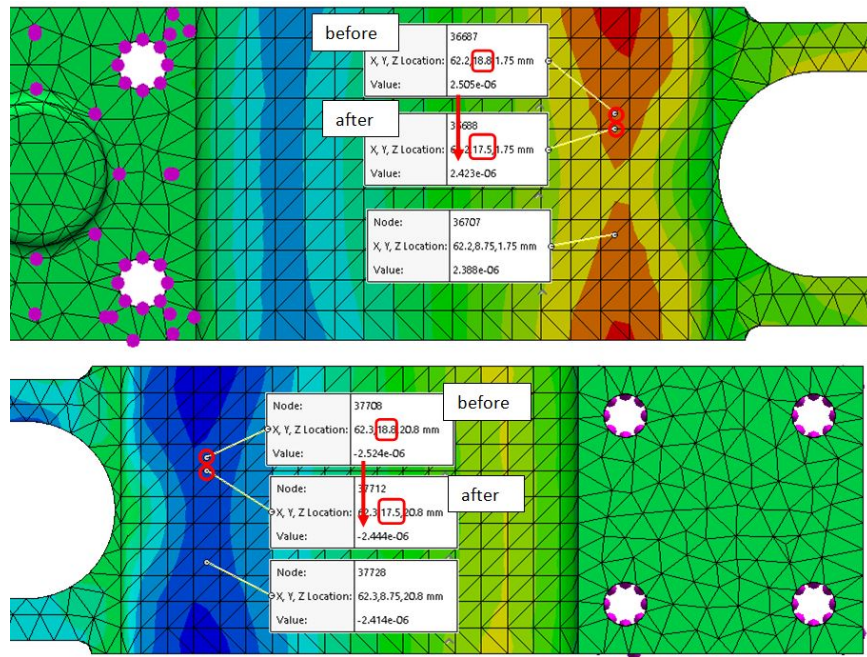 before
36687
X, Y, Z Location: 62.2,18.8,1.75 mm
Value: 2.505e-06
after
36688
X, Y, Z Location: 62.2,17.5,1.75 mm
Value: 2.423e-06
Node: 36707
X, Y, Z Location: 62.2,8.75,1.75 mm
Value: 2.388e-06
before
Node: 37708
X, Y, Z Location: 62.3,18.8,20.8 mm
Value: -2.524e-06
after
Node: 37712
X, Y, Z Location: 62.3,17.5,20.8 mm
Value: -2.444e-06
Node: 37728
X, Y, Z Location: 62.3,8.75,20.8 mm
Value: -2.414e-06